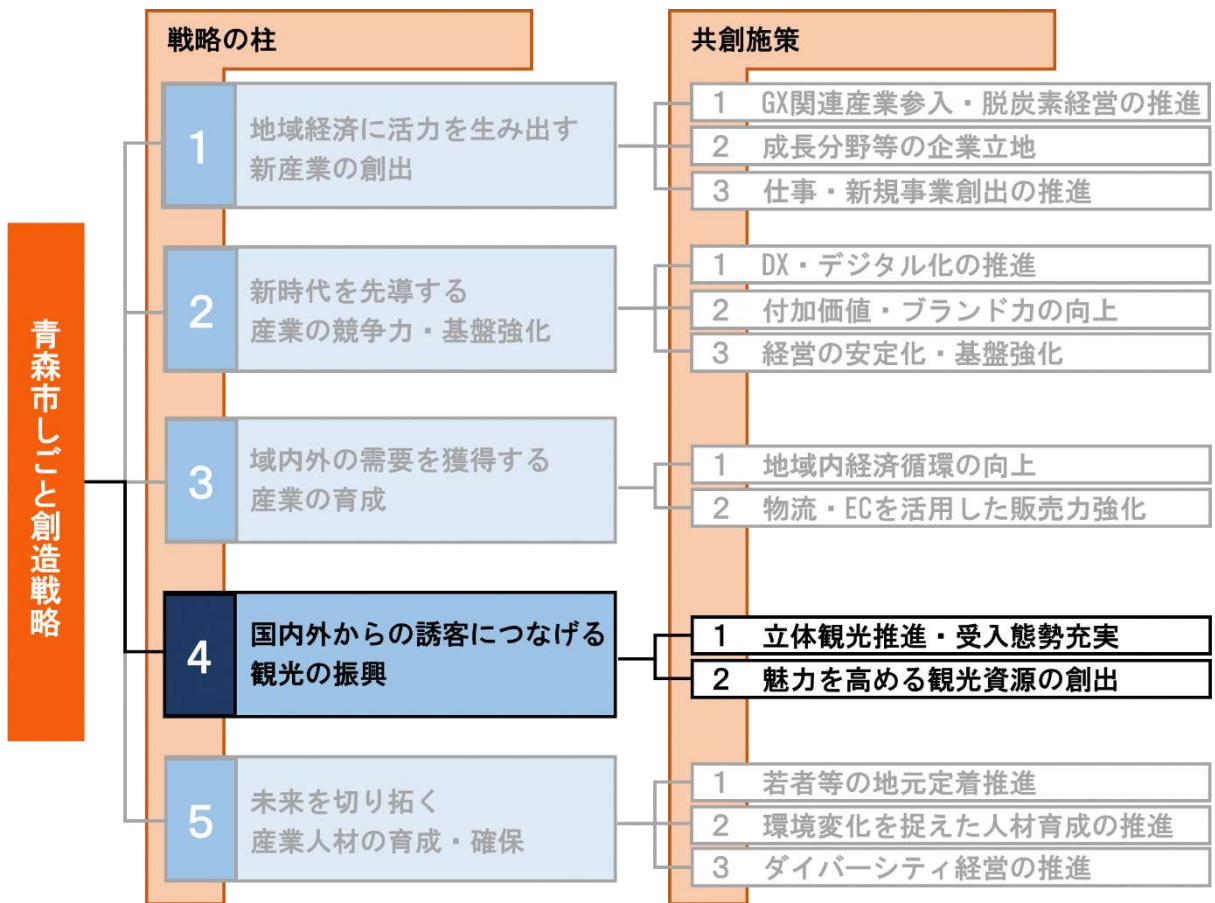 青森市しごと創造戦略
戦略の柱
1
地域経済に活力を生み出す
新産業の創出
2
新時代を先導する
産業の競争力・基盤強化
3
域内外の需要を獲得する
産業の育成
4
国内外からの誘客につなげる
観光の振興
5
未来を切り拓く
産業人材の育成・確保
共創施策
1 GX関連産業参入・脱炭素経営の推進
2 成長分野等の企業立地
3 仕事・新規事業創出の推進
1 DX・デジタル化の推進
2 付加価値・ブランド力の向上
3 経営の安定化・基盤強化
1 地域内経済循環の向上
2 物流・ECを活用した販売力強化
1 立体観光推進・受入態勢充実
2 魅力を高める観光資源の創出
1 若者等の地元定着推進
2 環境変化を捉えた人材育成の推進
3 ダイバーシティ経営の推進